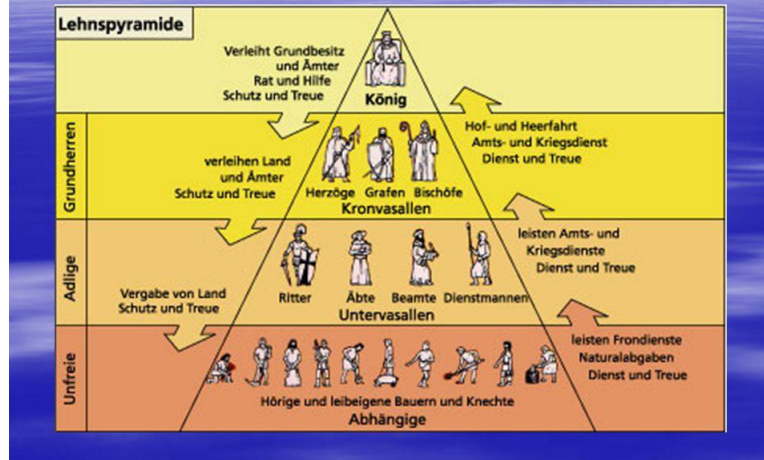 Lehnspyramide
Verleiht Grundbesitz
und Ämter
Rat und Hilfe
Schutz und Treue
König
Hof- und Heerfahrt
Amts- und Kriegsdienst
Dienst und Treue
Grundherren
verleihen Land
und Ämter
Schutz und Treue
Herzöge Grafen Bischöfe
Kronvasallen
leisten Amts- und
Kriegsdienste
Dienst und Treue
Adlige
Vergabe von Land
Schutz und Treue
Ritter Äbte Beamte Dienstmannen
Untervasallen
leisten Frondienste
Naturalabgaben
Dienst und Treue
Unfreie
Hörige und leibeigene Bauern und Knechte
Abhängige